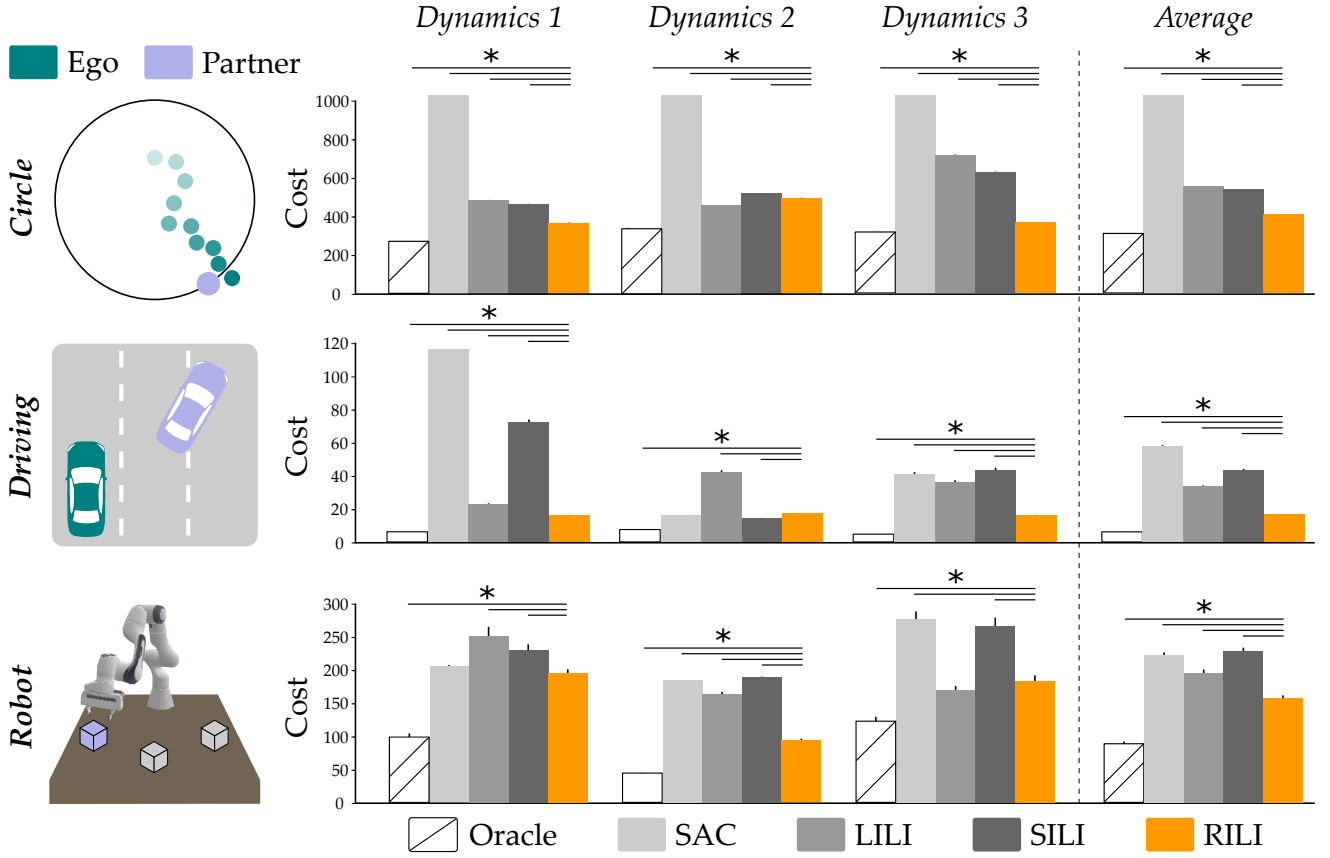 Dynamics 1 Dynamics 2 Dynamics 3 Average
Ego Partner
* * * *
Circle
Cost
1000
800
600
400
200
0
* * * *
Driving
Cost
120
100
80
60
40
20
0
* * * *
Robot
Cost
300
250
200
150
100
50
0
Oracle SAC LILI SILI RILI